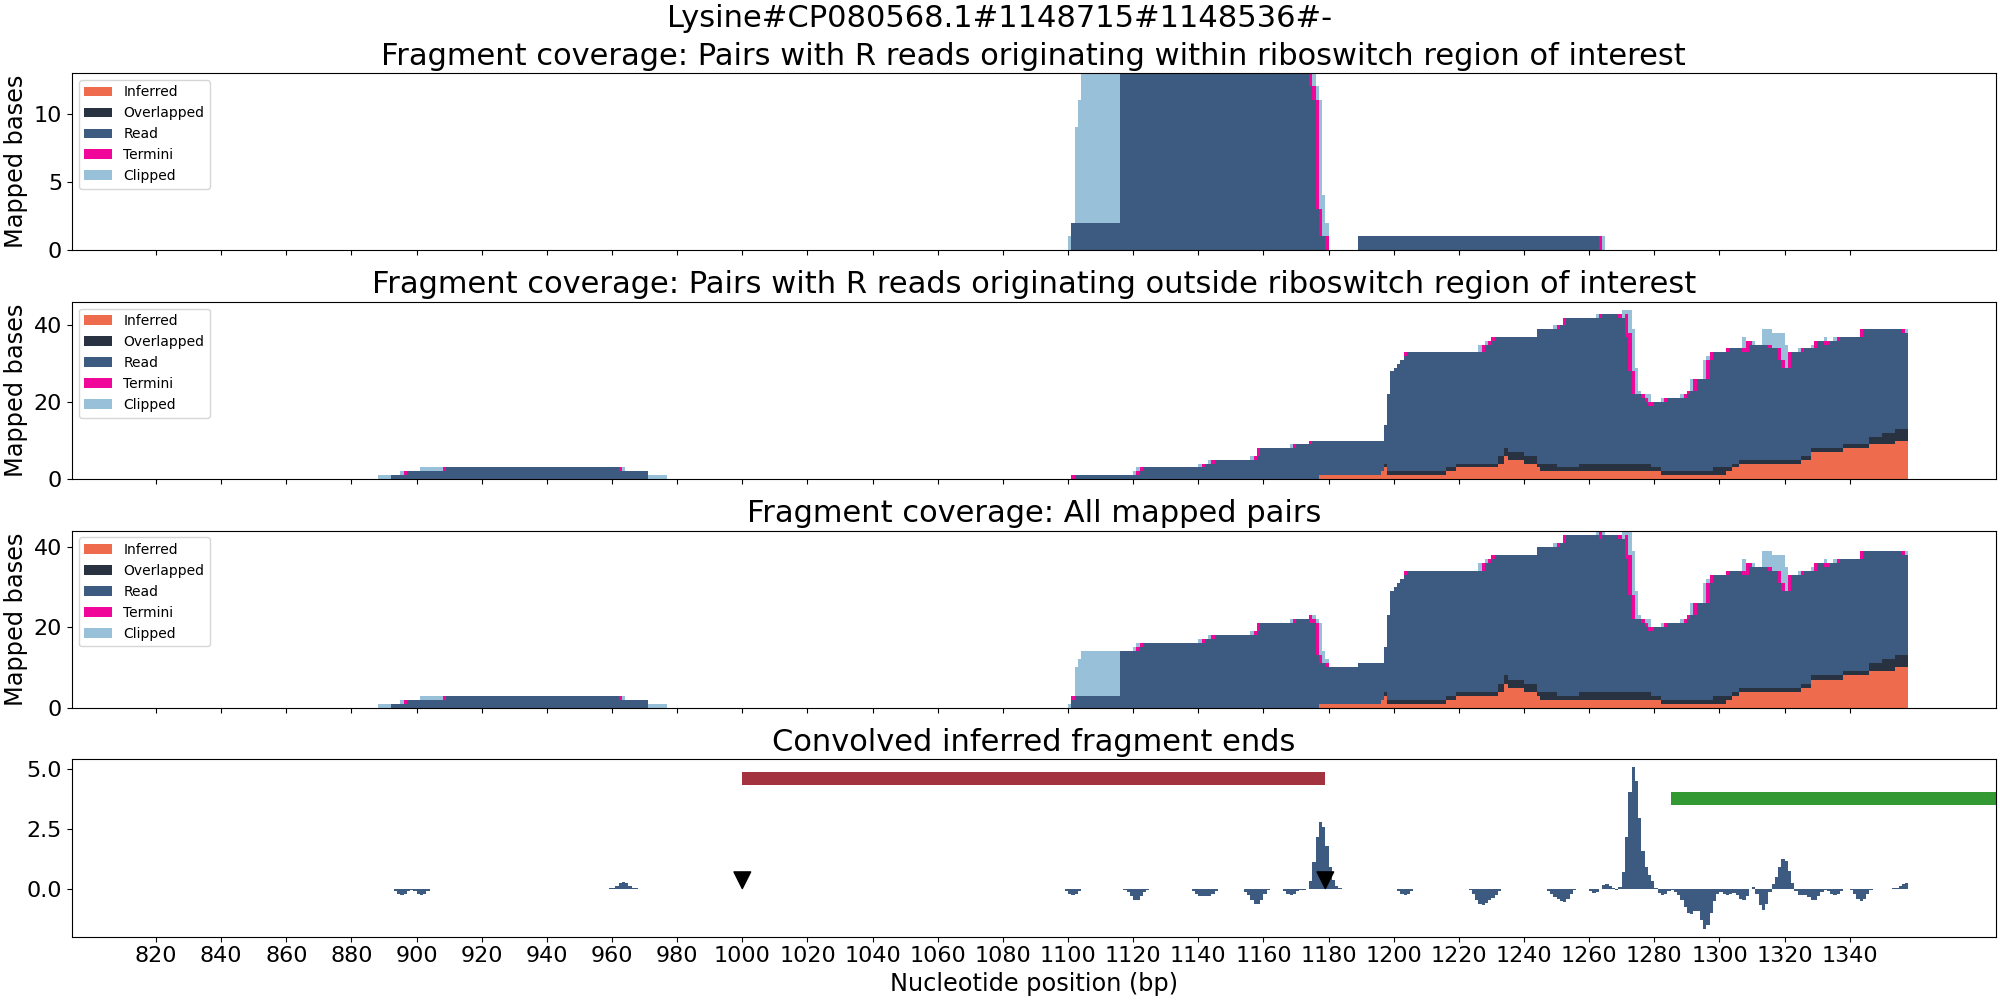 Lysine#CP080568.1#1148715#1148536#-
Fragment coverage: Pairs with R reads originating within riboswitch region of interest
Mapped bases
10
5
0
Inferred
Overlapped
Read
Termini
Clipped
Fragment coverage: Pairs with R reads originating outside riboswitch region of interest
Mapped bases
40
20
0
Inferred
Overlapped
Read
Termini
Clipped
Fragment coverage: All mapped pairs
Mapped bases
40
20
0
Inferred
Overlapped
Read
Termini
Clipped
Convolved inferred fragment ends
5.0
2.5
0.0
820 840 860 880 900 920 940 960 980 1000 1020 1040 1060 1080 1100 1120 1140 1160 1180 1200 1220 1240 1260 1280 1300 1320 1340
Nucleotide position (bp)